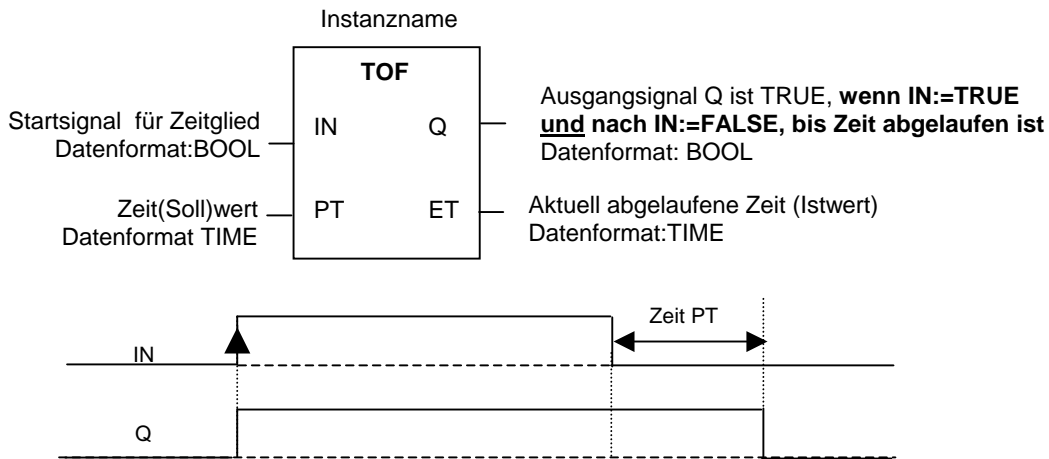 Instanzname
TOF
Startsignal für Zeitglied
Datenformat:BOOL
IN
Q
Ausgangsignal Q ist TRUE, wenn IN:=TRUE
und nach IN:=FALSE, bis Zeit abgelaufen ist
Datenformat: BOOL
Zeit(Soll)wert
Datenformat TIME
PT
ET
Aktuell abgelaufene Zeit (Istwert)
Datenformat:TIME
Zeit PT
IN
Q